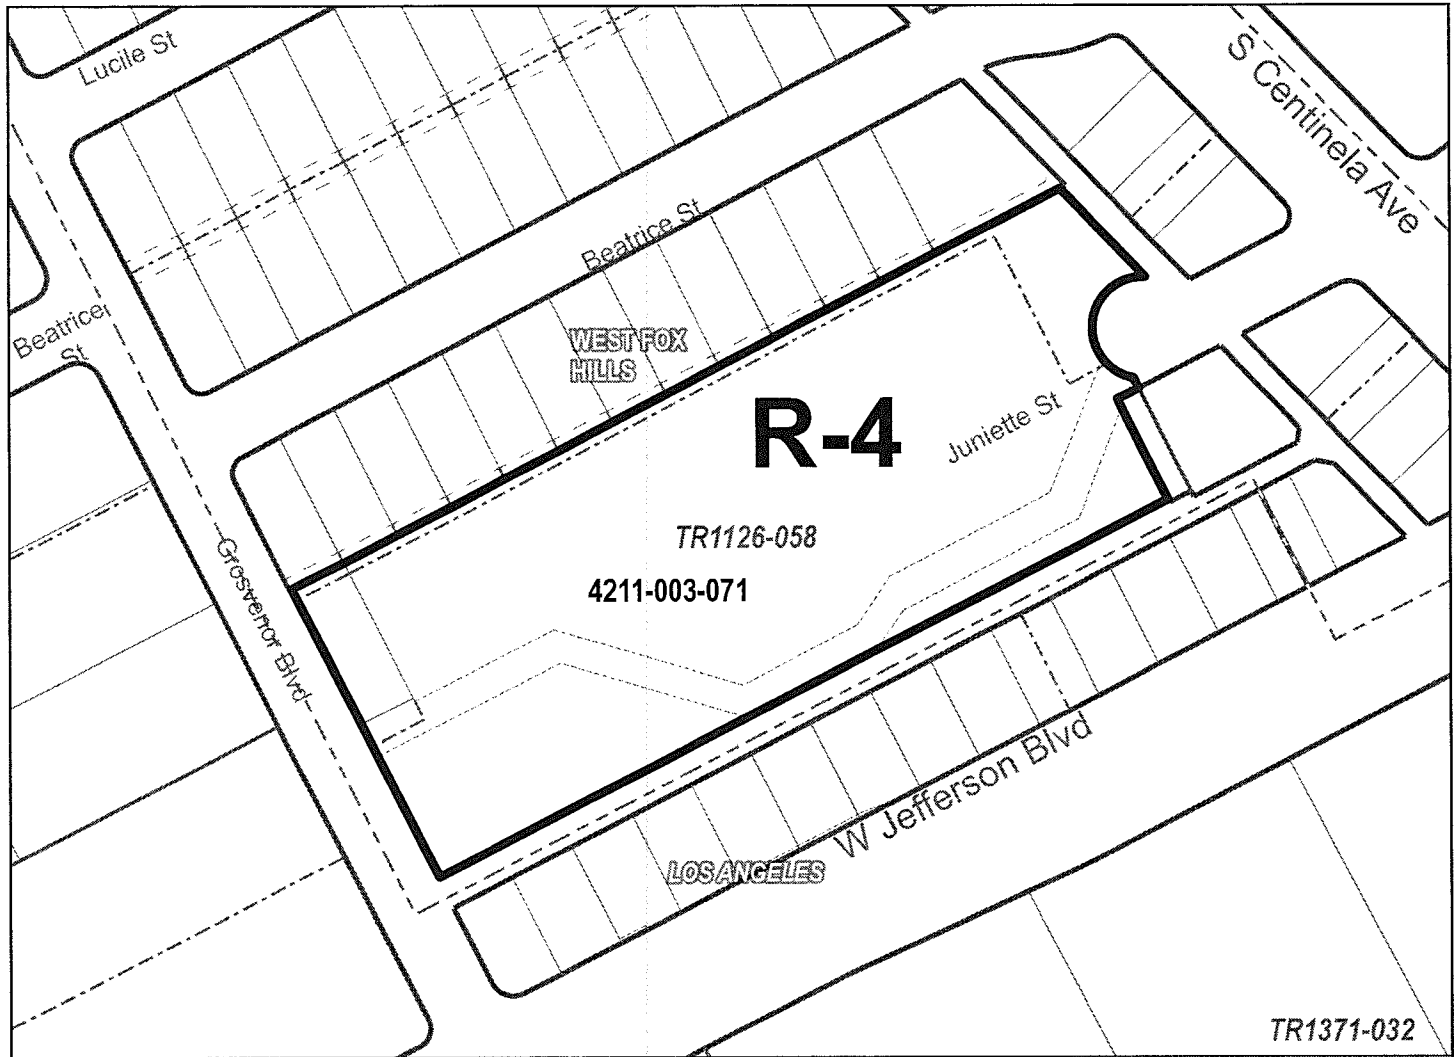 Lucile St
S Centinela Ave
Beatrice St
Beatrice
St
WEST FOX
HILLS
R-4
Juniette St
TR1126-058
4211-003-071
Grosvenor Blvd
W Jefferson Blvd
LOS ANGELES
TR1371-032